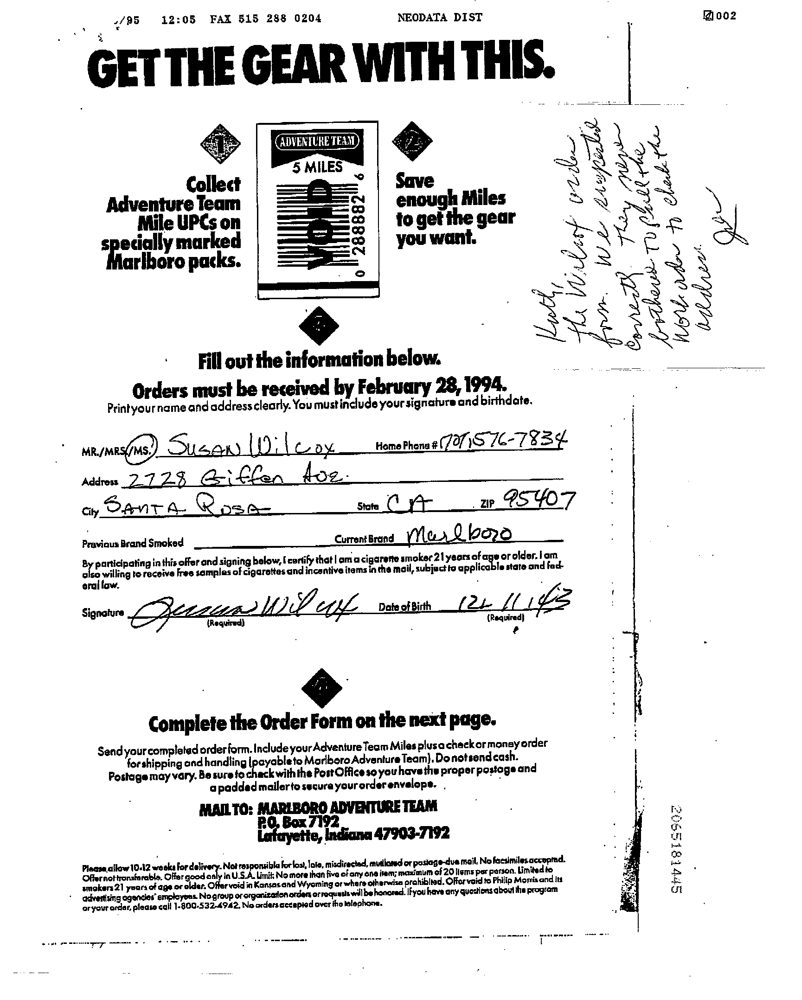 /95 12:05 FAX 515 288 0204 NEODATA DIST 002
GET THE GEAR WITH THIS.
1
Collect
Adventure Team
Mile UPCs on
specially marked
Marlboro packs.
ADVENTURE TEAM
5 MILES
VOID
0 288882 6
2
Save
enough Miles
to get the gear
you want.
the Wilcox order
form. We suspected
correctly. They never
bothered to pull the
work order to check the
address.
3
Fill out the information below.
Orders must be received by February 28, 1994.
Print your name and address clearly. You must include your signature and birthdate.
MR./MRS./MS. Susan Wilcox Home Phone # (707) 576-7834
Address 2728 Giffen Ave.
City SANTA ROSA State CA ZIP 95407
Previous Brand Smoked Current Brand Marlboro
By participating in this offer and signing below, I certify that I am a cigarette smoker 21 years of age or older. I am
also willing to receive free samples of cigarettes and incentive items in the mail, subject to applicable state and fed-
eral law.
Signature Susan Wilcox Date of Birth 12 11 43
(Required) (Required)
4
Complete the Order Form on the next page.
Send your completed order form. Include your Adventure Team Miles plus a check or money order
for shipping and handling (payable to Marlboro Adventure Team). Do not send cash.
Postage may vary. Be sure to check with the Post Office so you have the proper postage and
a padded mailer to secure your order envelope.
MAIL TO: MARLBORO ADVENTURE TEAM
P.O. Box 7192
Lafayette, Indiana 47903-7192
Please allow 10-12 weeks for delivery. Not responsible for lost, late, misdirected, mutilated or postage-due mail. No facsimiles accepted.
Offer not transferable. Offer good only in U.S.A. Limit: No more than five of any one item; maximum of 20 items per person. Limited to
smokers 21 years of age or older. Offer void in Kansas and Wyoming or where otherwise prohibited. Offer void to Philip Morris and its
advertising agencies' employees. No group or organization orders or requests will be honored. If you have any questions about the program
or your order, please call 1-800-532-4942. No orders accepted over the telephone.
2065181445